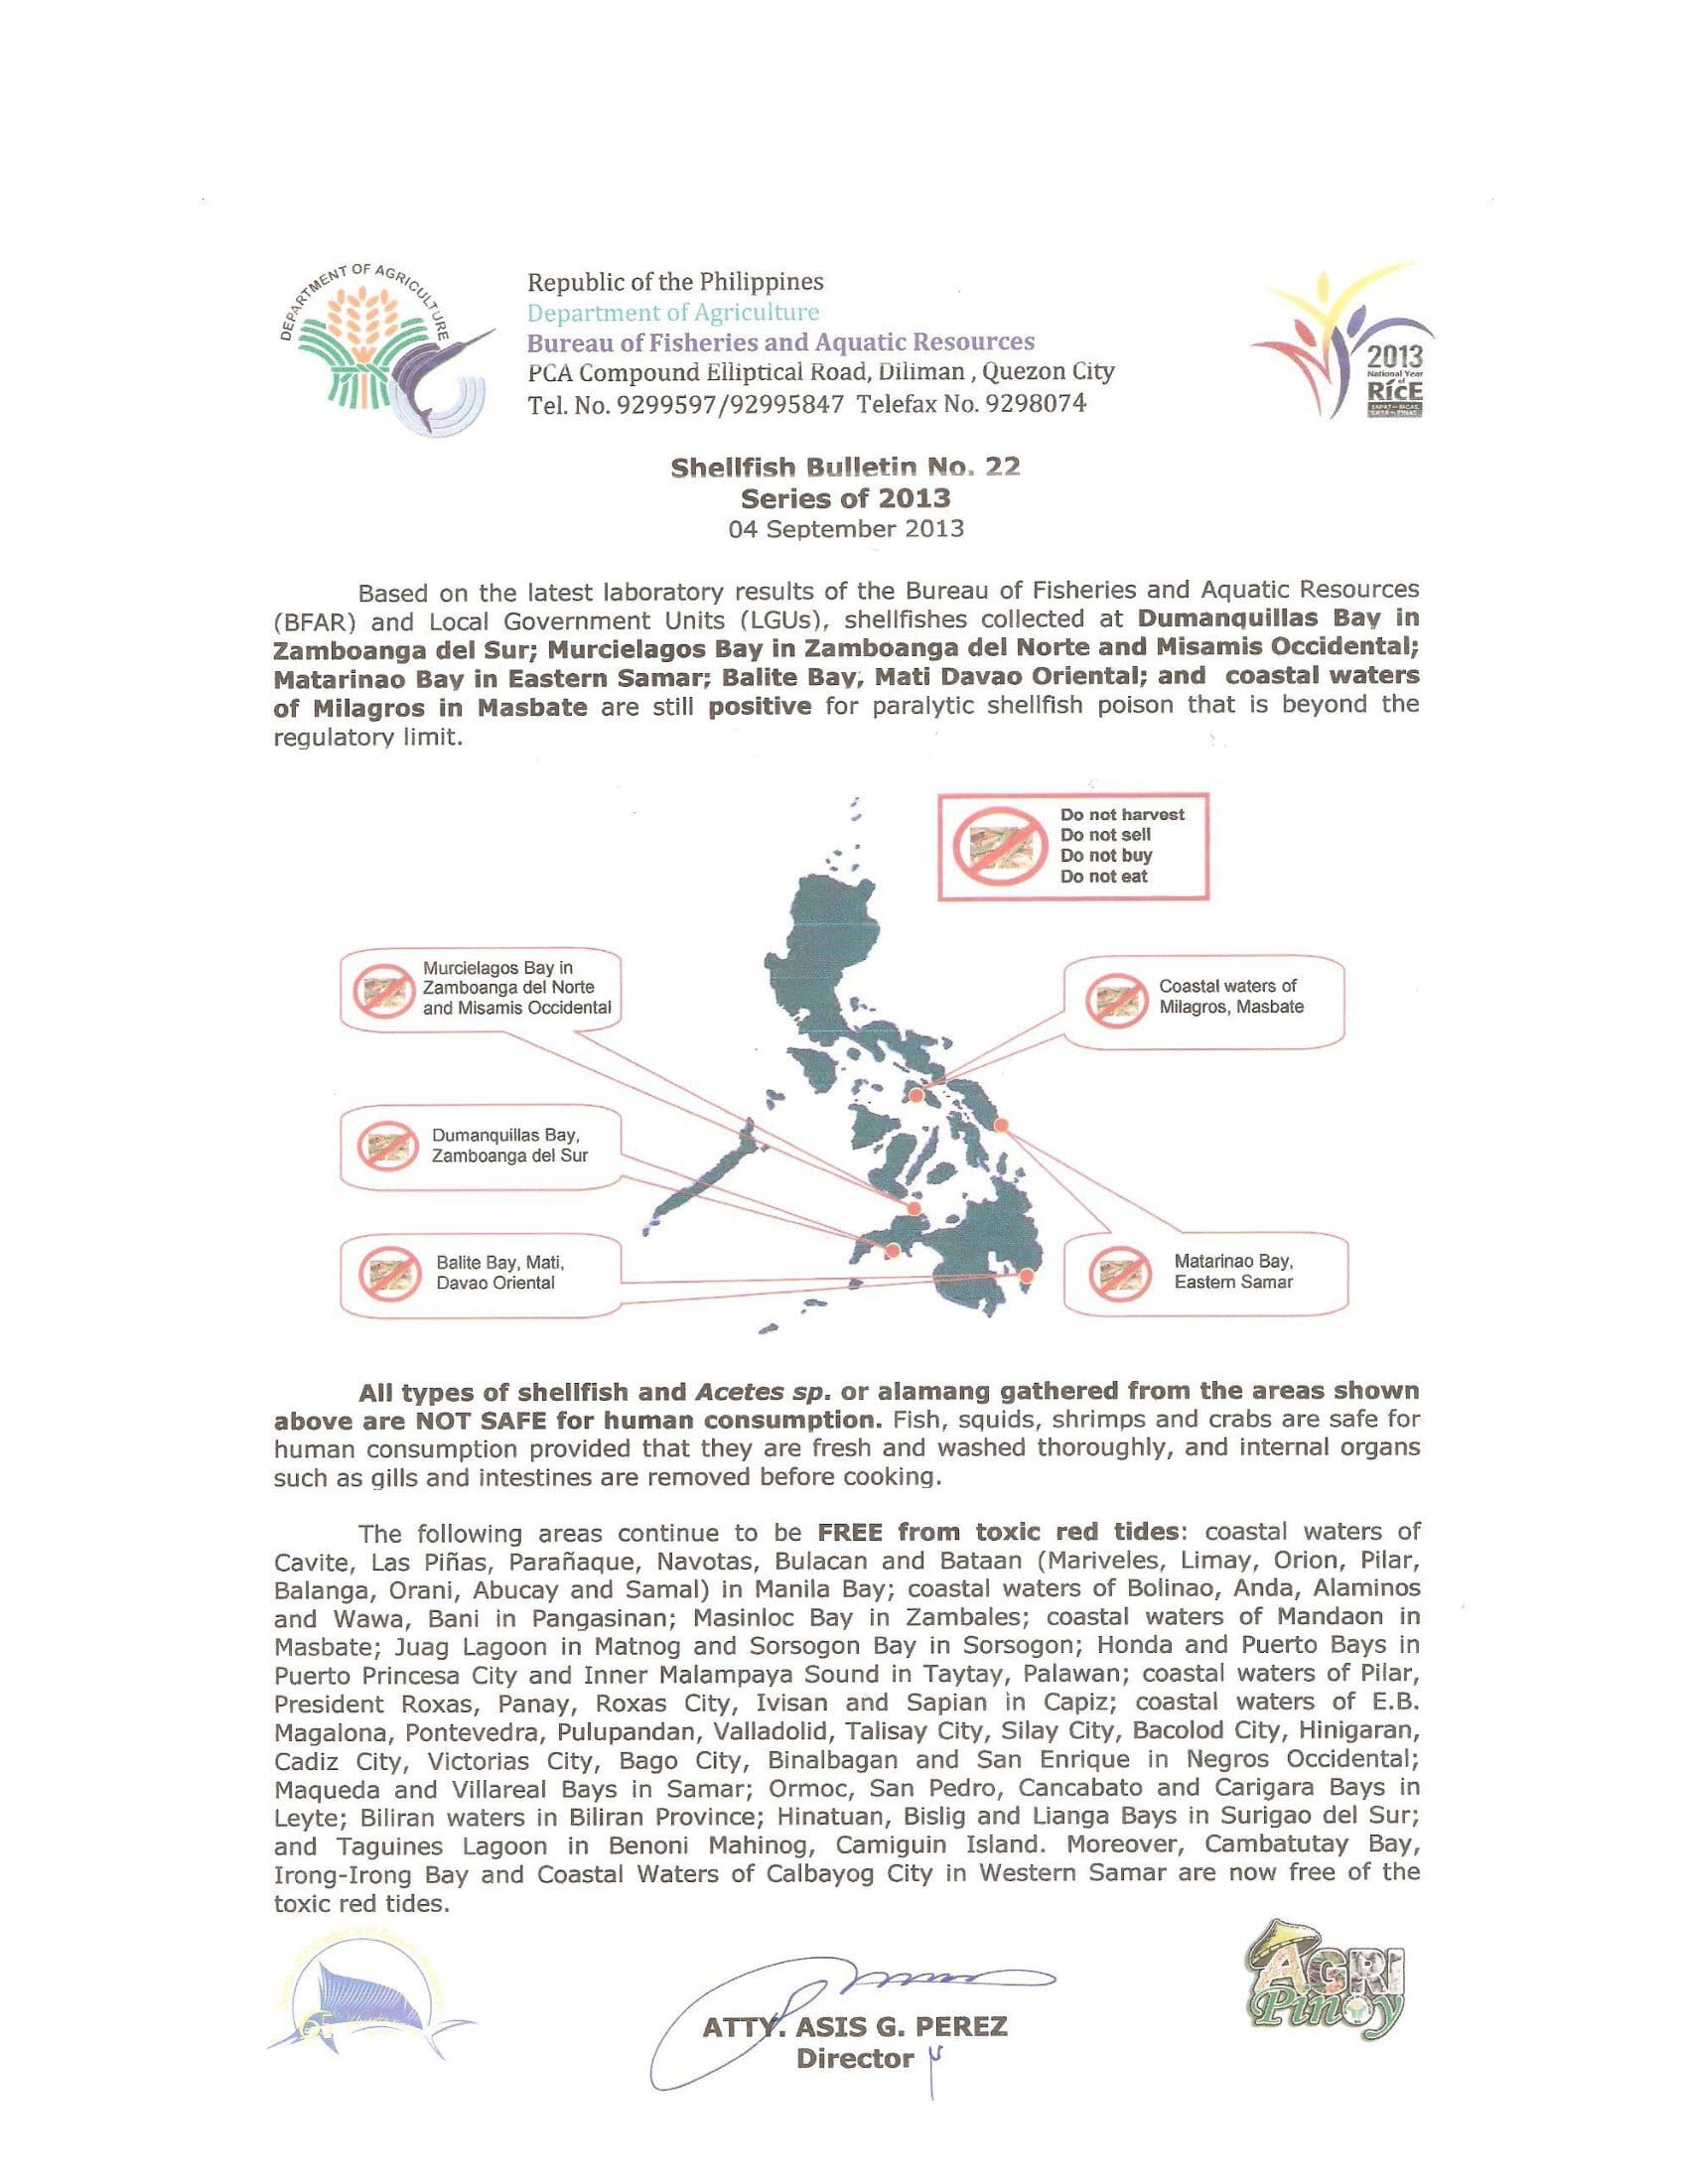 DEPARTMENT OF AGRICULTURE
Republic of the Philippines
Department of Agriculture
Bureau of Fisheries and Aquatic Resources
PCA Compound Elliptical Road, Diliman , Quezon City
Tel. No. 9299597/92995847 Telefax No. 9298074
2013
National Year
of
RiCE
Shellfish Bulletin No. 22
Series of 2013
04 September 2013
Based on the latest laboratory results of the Bureau of Fisheries and Aquatic Resources
(BFAR) and Local Government Units (LGUs), shellfishes collected at Dumanquillas Bay in
Zamboanga del Sur; Murcielagos Bay in Zamboanga del Norte and Misamis Occidental;
Matarinao Bay in Eastern Samar; Balite Bay, Mati Davao Oriental; and coastal waters
of Milagros in Masbate are still positive for paralytic shellfish poison that is beyond the
regulatory limit.
Do not harvest
Do not sell
Do not buy
Do not eat
Murcielagos Bay in
Zamboanga del Norte
and Misamis Occidental
Coastal waters of
Milagros, Masbate
Dumanquillas Bay,
Zamboanga del Sur
Balite Bay, Mati,
Davao Oriental
Matarinao Bay,
Eastern Samar
All types of shellfish and Acetes sp. or alamang gathered from the areas shown
above are NOT SAFE for human consumption. Fish, squids, shrimps and crabs are safe for
human consumption provided that they are fresh and washed thoroughly, and internal organs
such as gills and intestines are removed before cooking.
The following areas continue to be FREE from toxic red tides: coastal waters of
Cavite, Las Piñas, Parañaque, Navotas, Bulacan and Bataan (Mariveles, Limay, Orion, Pilar,
Balanga, Orani, Abucay and Samal) in Manila Bay; coastal waters of Bolinao, Anda, Alaminos
and Wawa, Bani in Pangasinan; Masinloc Bay in Zambales; coastal waters of Mandaon in
Masbate; Juag Lagoon in Matnog and Sorsogon Bay in Sorsogon; Honda and Puerto Bays in
Puerto Princesa City and Inner Malampaya Sound in Taytay, Palawan; coastal waters of Pilar,
President Roxas, Panay, Roxas City, Ivisan and Sapian in Capiz; coastal waters of E.B.
Magalona, Pontevedra, Pulupandan, Valladolid, Talisay City, Silay City, Bacolod City, Hinigaran,
Cadiz City, Victorias City, Bago City, Binalbagan and San Enrique in Negros Occidental;
Maqueda and Villareal Bays in Samar; Ormoc, San Pedro, Cancabato and Carigara Bays in
Leyte; Biliran waters in Biliran Province; Hinatuan, Bislig and Lianga Bays in Surigao del Sur;
and Taguines Lagoon in Benoni Mahinog, Camiguin Island. Moreover, Cambatutay Bay,
Irong-Irong Bay and Coastal Waters of Calbayog City in Western Samar are now free of the
toxic red tides.
AGRI
Pinoy
ATTY. ASIS G. PEREZ
Director